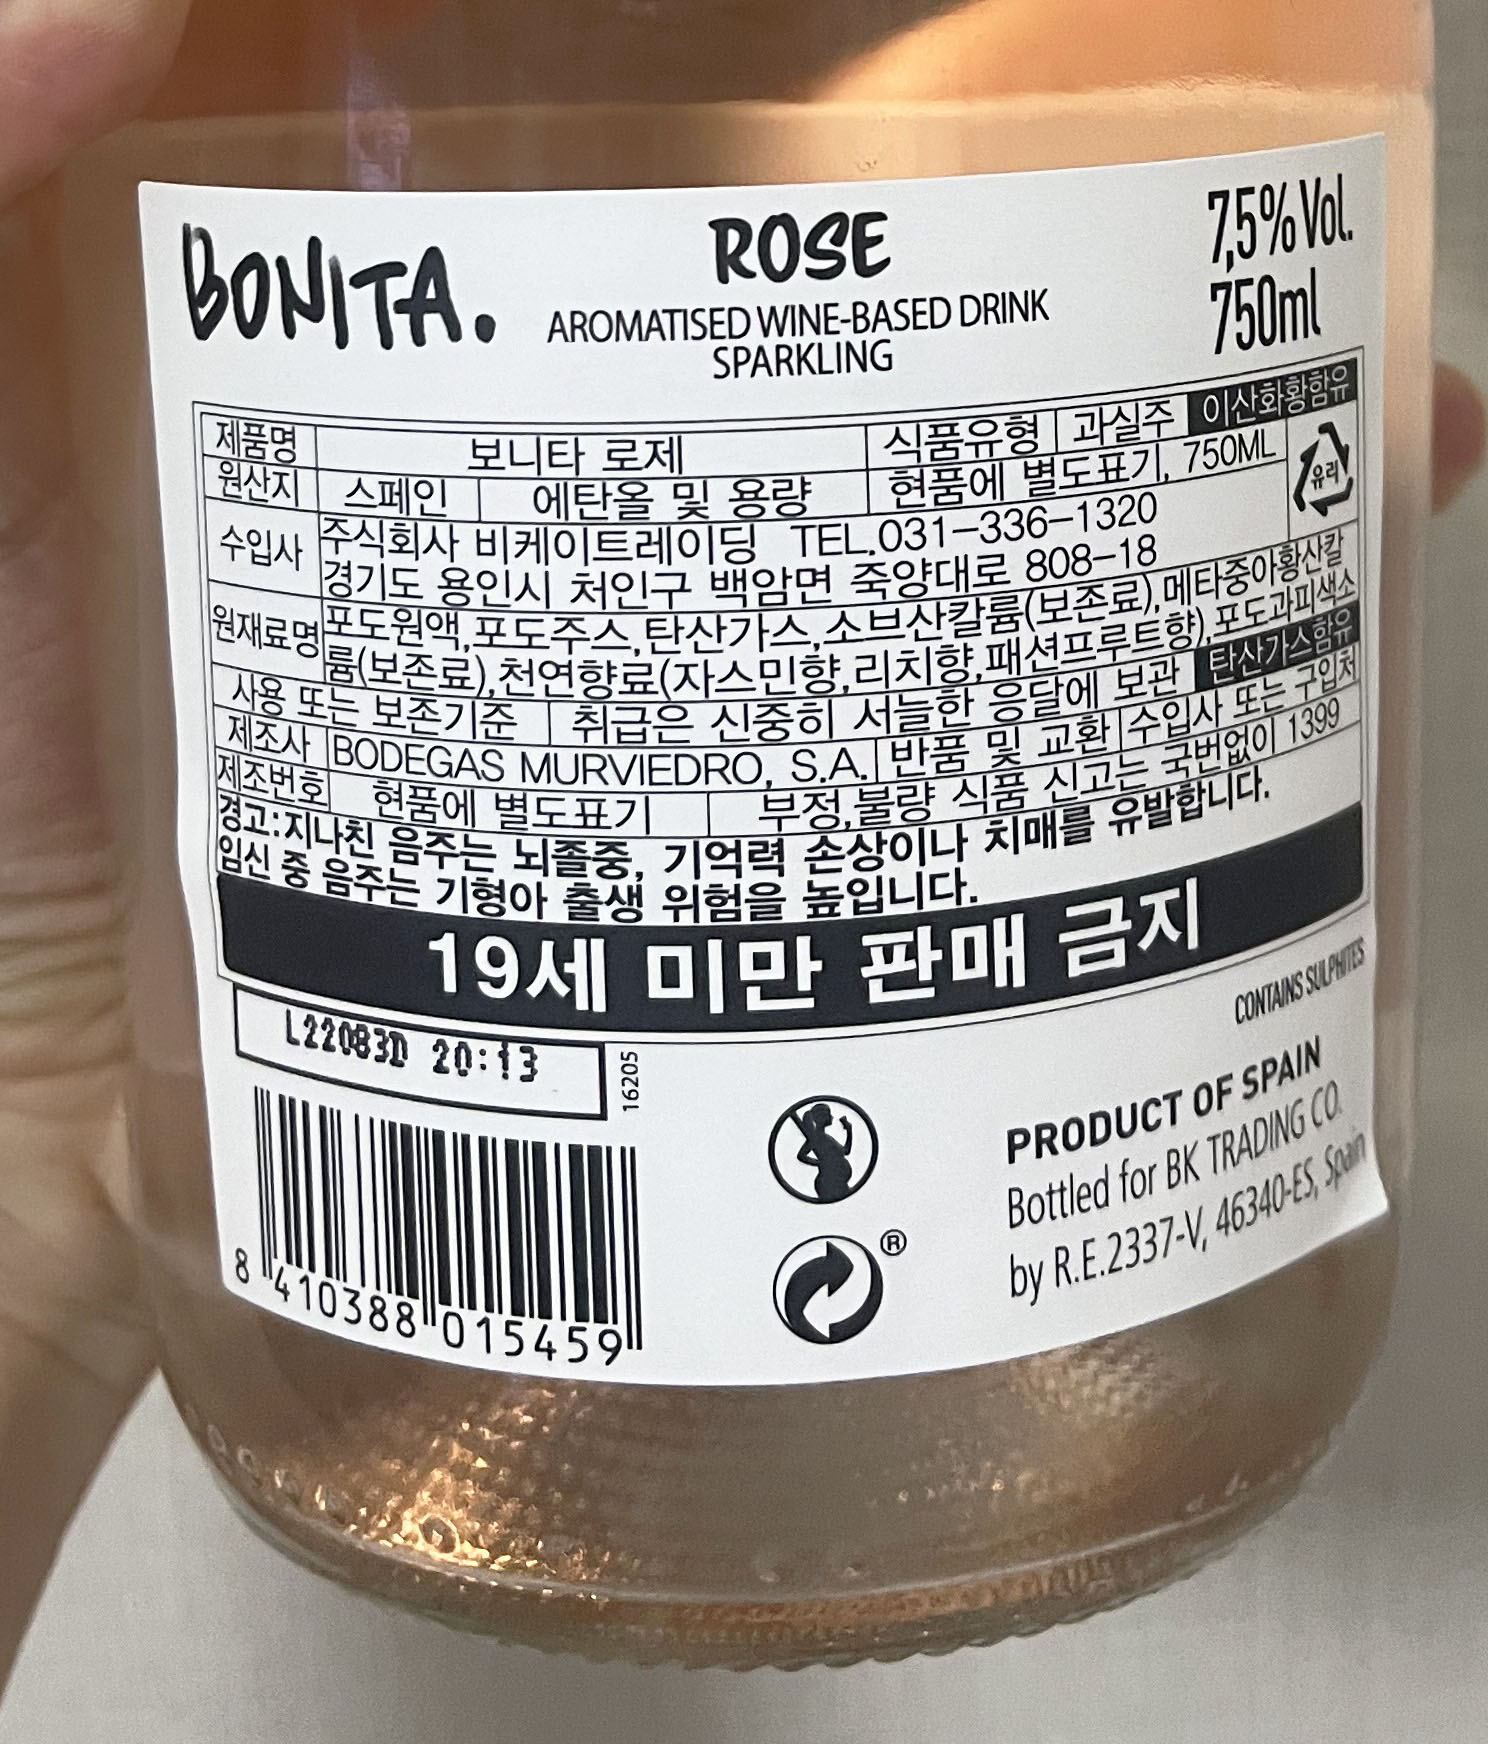 BONITA.
ROSE
AROMATISED WINE-BASED DRINK
SPARKLING
7,5% Vol.
750ml
제품명 보니타 로제 식품유형 과실주 이산화황함유
원산지 스페인 에탄올 및 용량 현품에 별도표기, 750ML
유리
수입사 주식회사 비케이트레이딩 TEL.031-336-1320
경기도 용인시 처인구 백암면 죽양대로 808-18
원재료명 포도원액,포도주스,탄산가스,소브산칼륨(보존료),메타중아황산칼
륨(보존료),천연향료(자스민향,리치향,패션프루트향),포도과피색소
사용 또는 보존기준 취급은 신중히 서늘한 응달에 보관 탄산가스함유
제조사 BODEGAS MURVIEDRO, S.A. 반품 및 교환 수입사 또는 구입처
제조번호 현품에 별도표기 부정,불량 식품 신고는 국번없이 1399
경고:지나친 음주는 뇌졸중, 기억력 손상이나 치매를 유발합니다.
임신 중 음주는 기형아 출생 위험을 높입니다.
19세 미만 판매 금지
CONTAINS SULPHITES
L22083D 20:13
16205
PRODUCT OF SPAIN
Bottled for BK TRADING CO.
by R.E.2337-V, 46340-ES, Spain
®
8 410388 015459